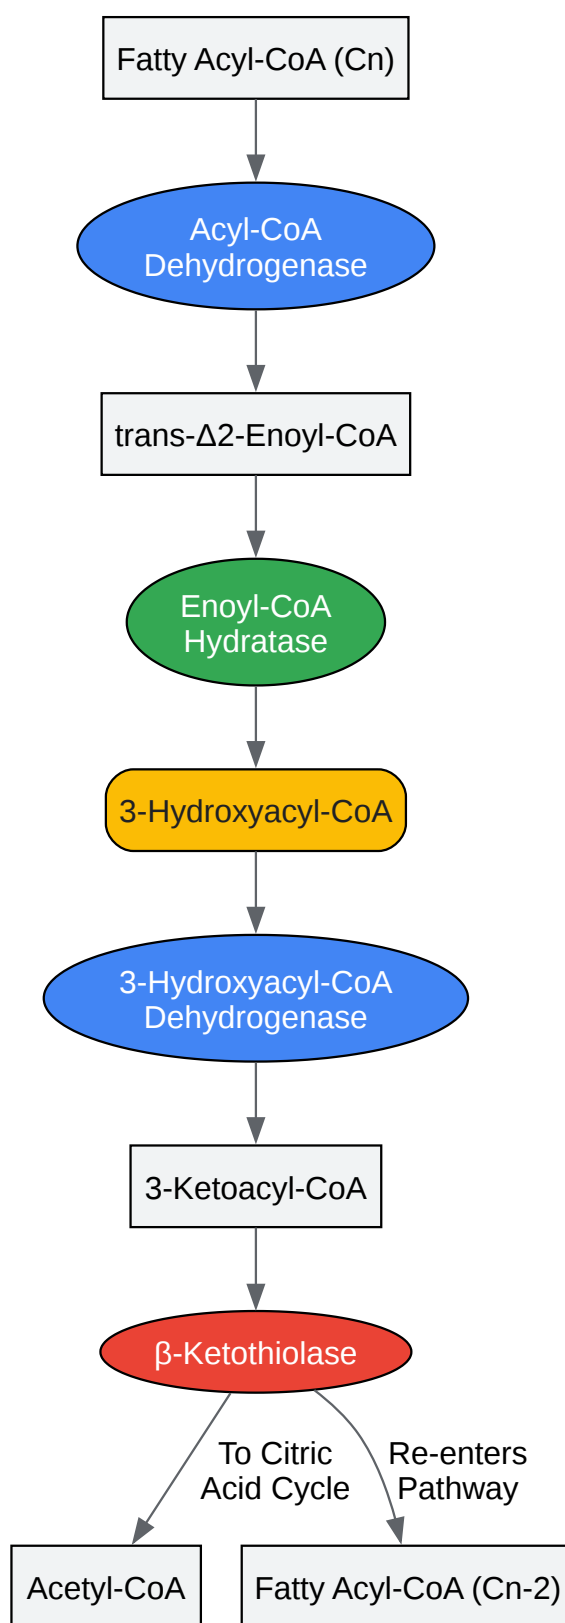 Fatty Acyl-CoA (Cn)
Acyl-CoA
Dehydrogenase
trans-Δ2-Enoyl-CoA
Enoyl-CoA
Hydratase
3-Hydroxyacyl-CoA
3-Hydroxyacyl-CoA
Dehydrogenase
3-Ketoacyl-CoA
β-Ketothiolase
To Citric
Acid Cycle
Re-enters
Pathway
Acetyl-CoA
Fatty Acyl-CoA (Cn-2)